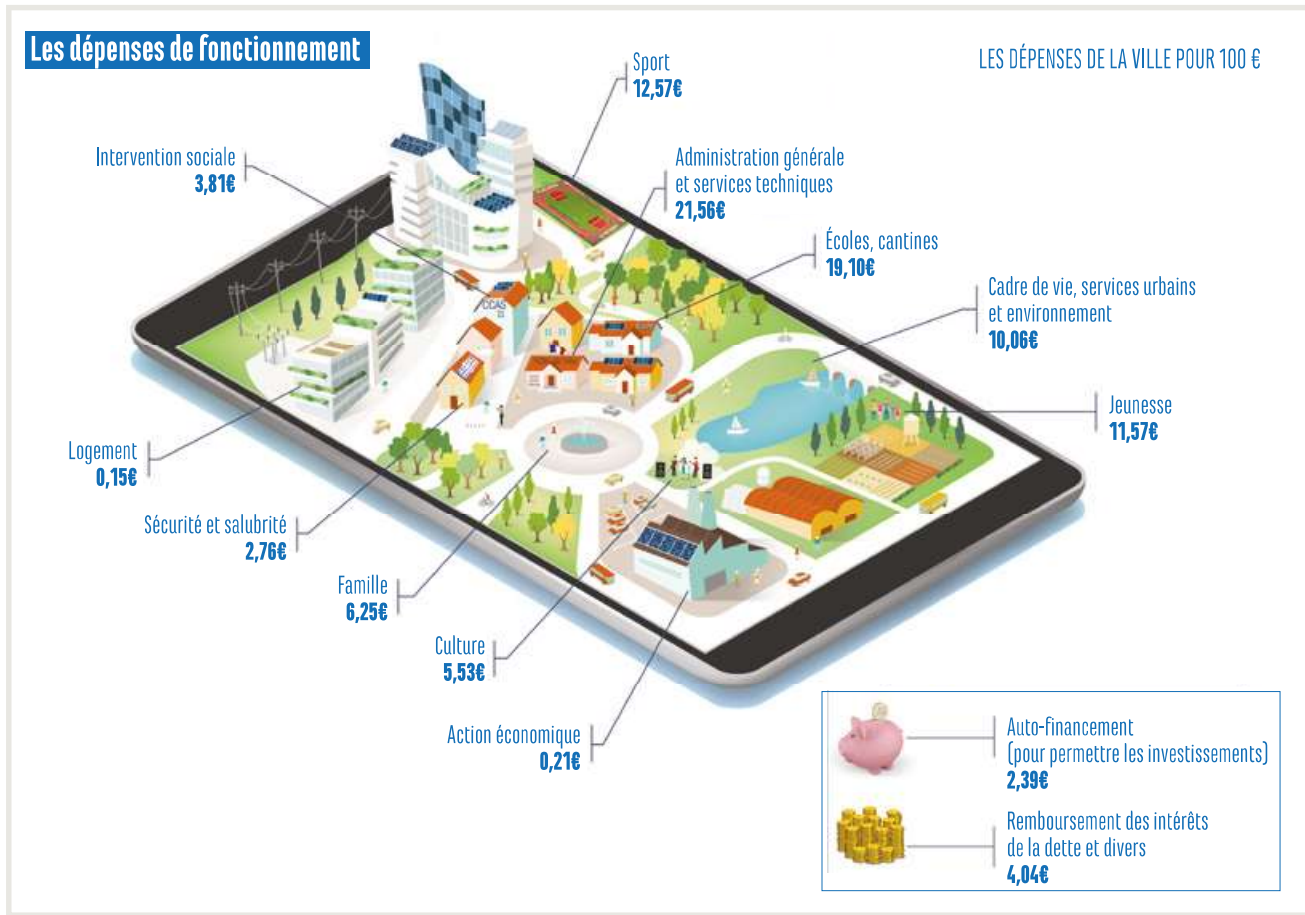 Les dépenses de fonctionnement
LES DÉPENSES DE LA VILLE POUR 100 €
Sport
12,57€
Intervention sociale
3,81€
Administration générale
et services techniques
21,56€
Écoles, cantines
19,10€
Cadre de vie, services urbains
et environnement
10,06€
Jeunesse
11,57€
CCAS
Logement
0,15€
Sécurité et salubrité
2,76€
Famille
6,25€
Culture
5,53€
Action économique
0,21€
Auto-financement
(pour permettre les investissements)
2,39€
Remboursement des intérêts
de la dette et divers
4,04€